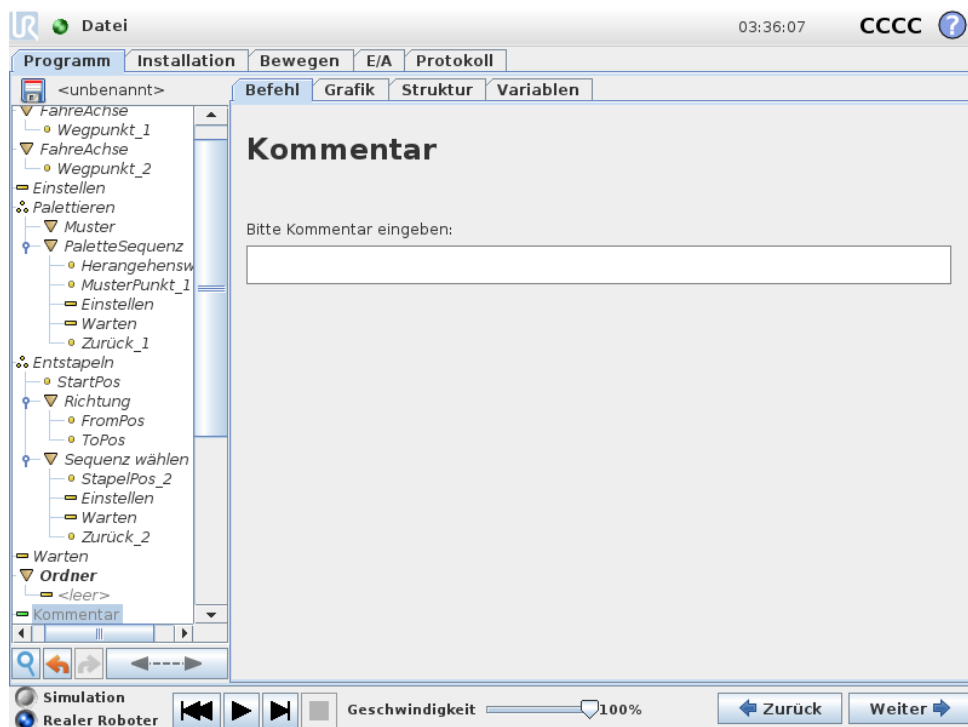 UR Datei 03:36:07 CCCC ?
Programm Installation Bewegen E/A Protokoll
<unbenannt>
Befehl Grafik Struktur Variablen
FahreAchse
Wegpunkt_1
FahreAchse
Wegpunkt_2
Einstellen
Palettieren
Muster
PaletteSequenz
Herangehensw
MusterPunkt_1
Einstellen
Warten
Zurück_1
Entstapeln
StartPos
Richtung
FromPos
ToPos
Sequenz wählen
StapelPos_2
Einstellen
Warten
Zurück_2
Warten
Ordner
<leer>
Kommentar
Kommentar
Bitte Kommentar eingeben:
Simulation
Realer Roboter
Geschwindigkeit 100%
Zurück Weiter